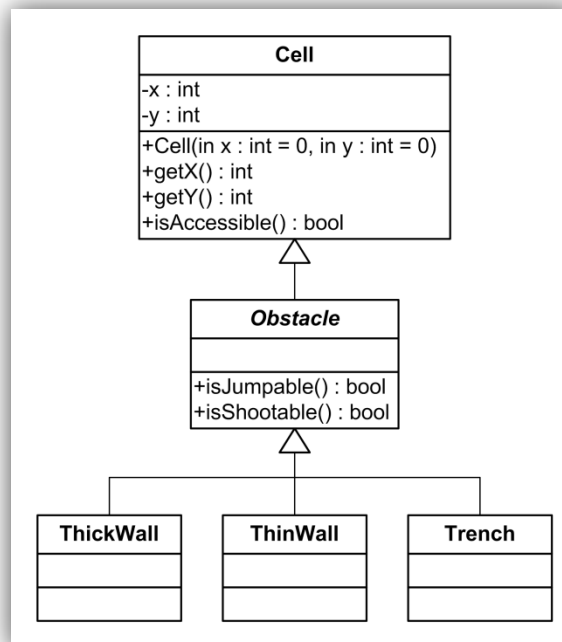 Cell
-x : int
-y : int
+Cell(in x : int = 0, in y : int = 0)
+getX() : int
+getY() : int
+isAccessible() : bool
Obstacle
+isJumpable() : bool
+isShootable() : bool
ThickWall
ThinWall
Trench